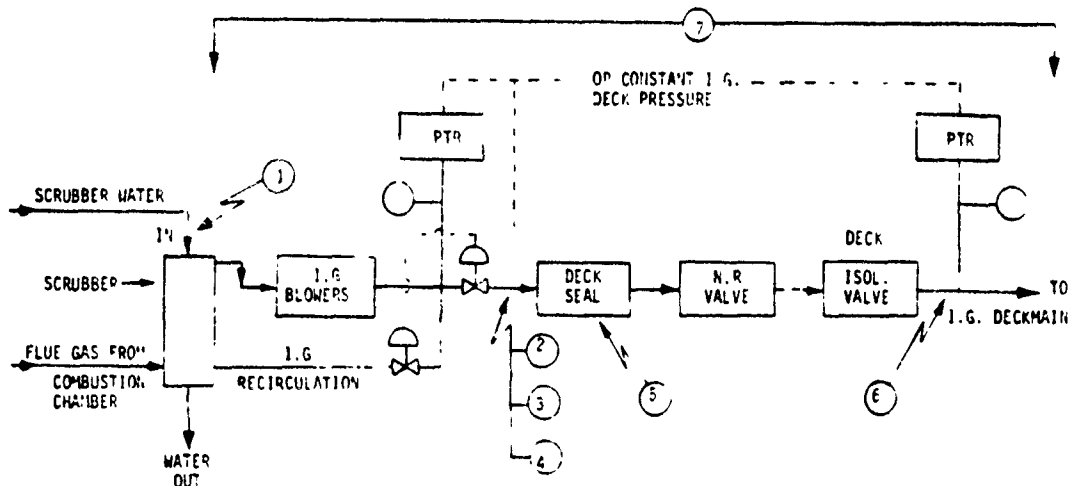 7
OR CONSTANT I.G.
DECK PRESSURE
PTR
PTR
1
SCRUBBER WATER
IN
DECK
SCRUBBER
I.G
BLOWERS
DECK
SEAL
N.R
VALVE
ISOL.
VALVE
TO
I.G. DECKMAIN
FLUE GAS FROM
COMBUSTION
CHAMBER
I.G
RECIRCULATION
2
3
4
5
6
WATER
OUT